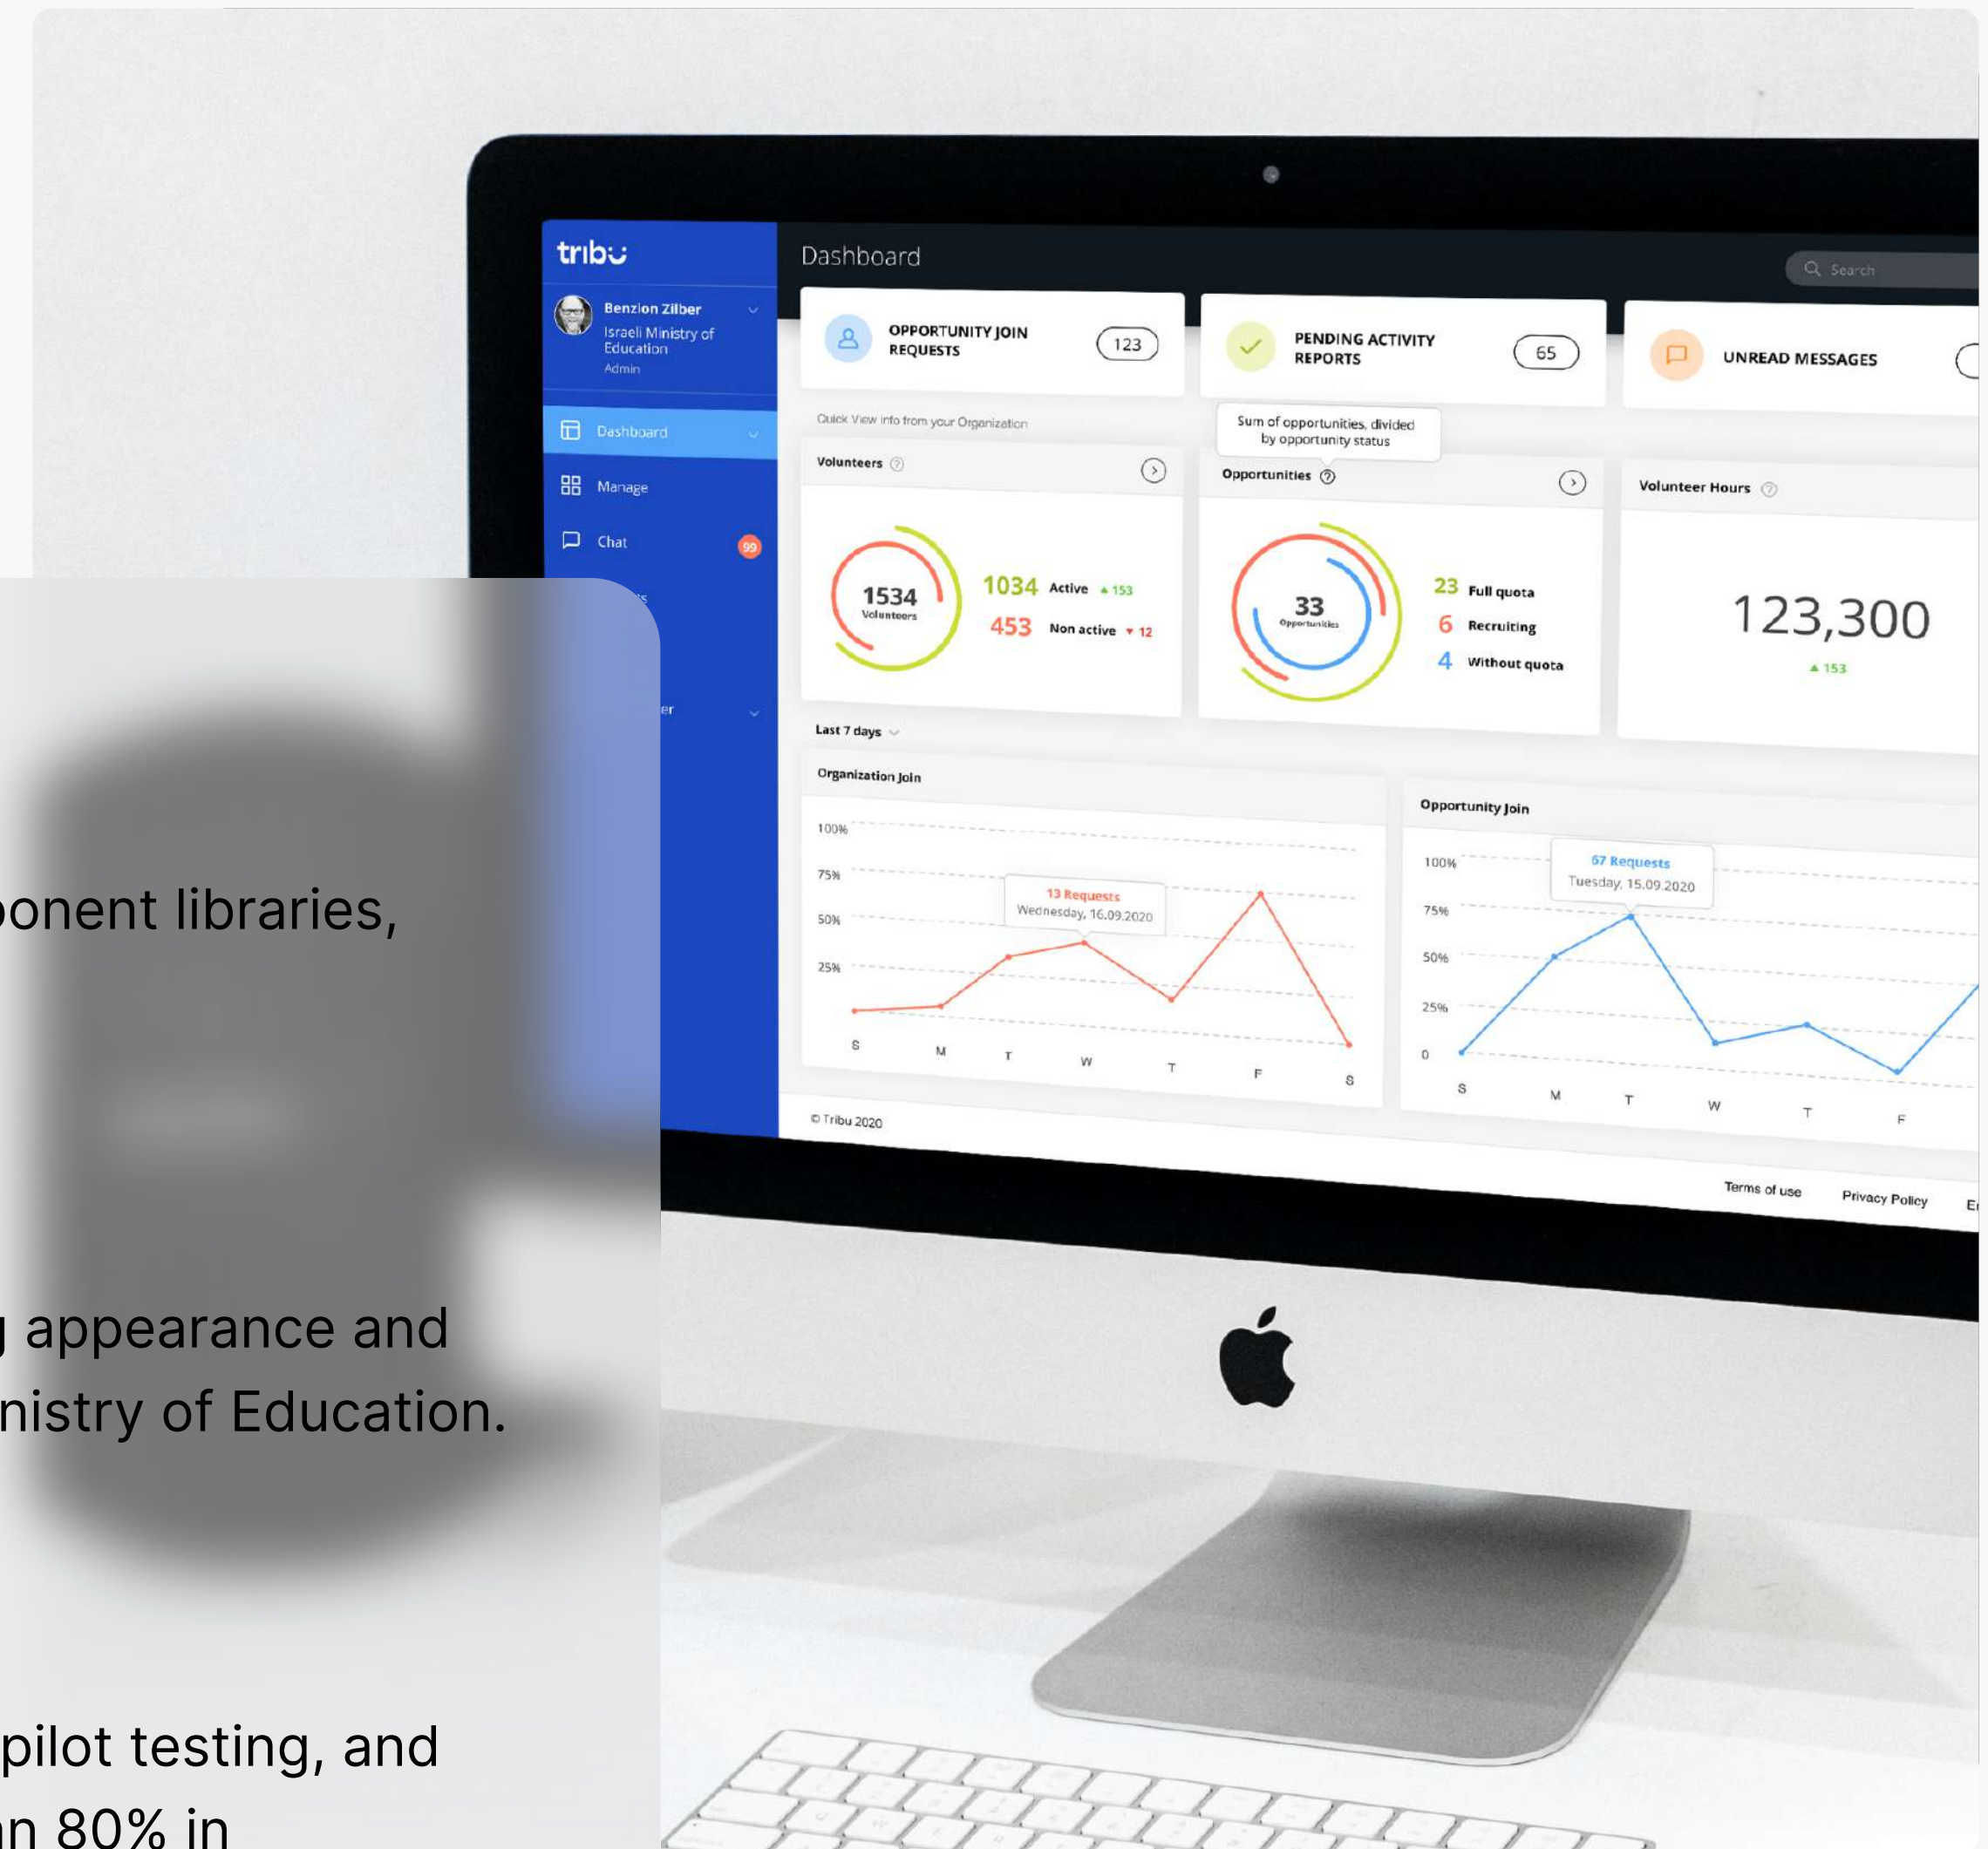 tribu
Benzion Zilber
Israeli Ministry of
Education
Admin
Dashboard
Manage
Chat
99
Dashboard
Search
OPPORTUNITY JOIN
REQUESTS
123
PENDING ACTIVITY
REPORTS
65
UNREAD MESSAGES
Quick View info from your Organization
Sum of opportunities, divided
by opportunity status
Volunteers ?
1534
Volunteers
1034 Active ▲ 153
453 Non active ▼ 12
Opportunities ?
33
Opportunities
23 Full quota
6 Recruiting
4 Without quota
Volunteer Hours ?
123,300
▲ 153
Last 7 days
Organization Join
100%
75%
50%
25%
13 Requests
Wednesday, 16.09.2020
S M T W T F S
Opportunity Join
100%
75%
50%
25%
0
67 Requests
Tuesday, 15.09.2020
S M T W T F
© Tribu 2020
Terms of use Privacy Policy
ponent libraries,
g appearance and
nistry of Education.
pilot testing, and
an 80% in